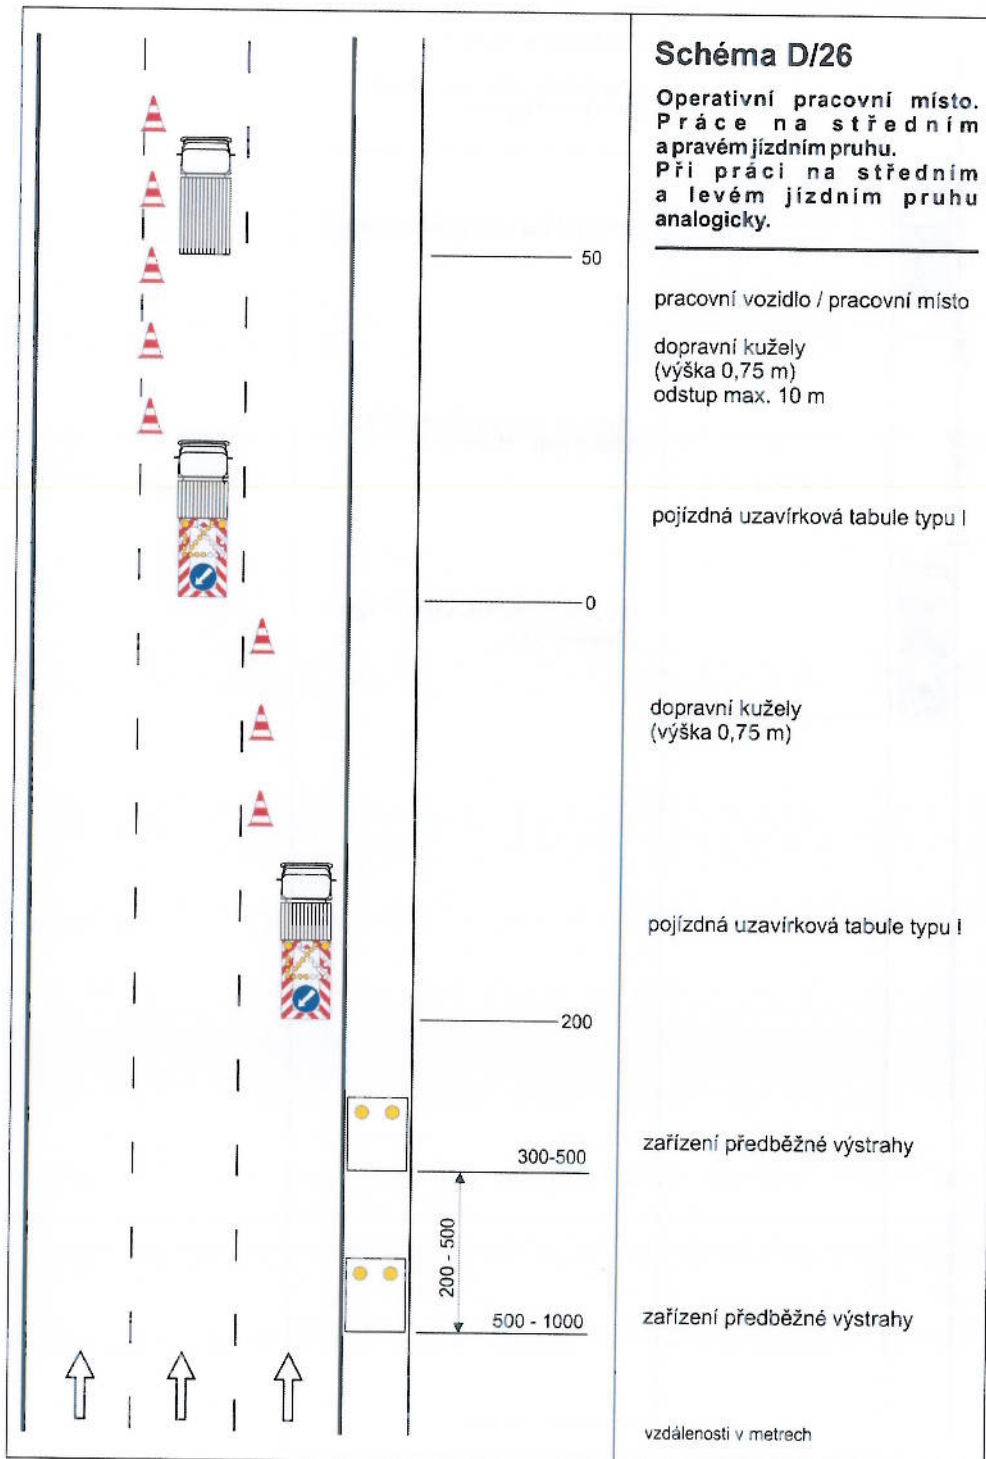 Schéma D/26
Operativní pracovní místo.
Práce na středním
a pravém jízdním pruhu.
Při práci na středním
a levém jízdním pruhu
analogicky.
50
pracovní vozidlo / pracovní místo
dopravní kužely
(výška 0,75 m)
odstup max. 10 m
pojízdná uzavírková tabule typu I
0
dopravní kužely
(výška 0,75 m)
pojízdná uzavírková tabule typu I
200
300-500
zařízení předběžné výstrahy
200 - 500
500 - 1000
zařízení předběžné výstrahy
vzdálenosti v metrech